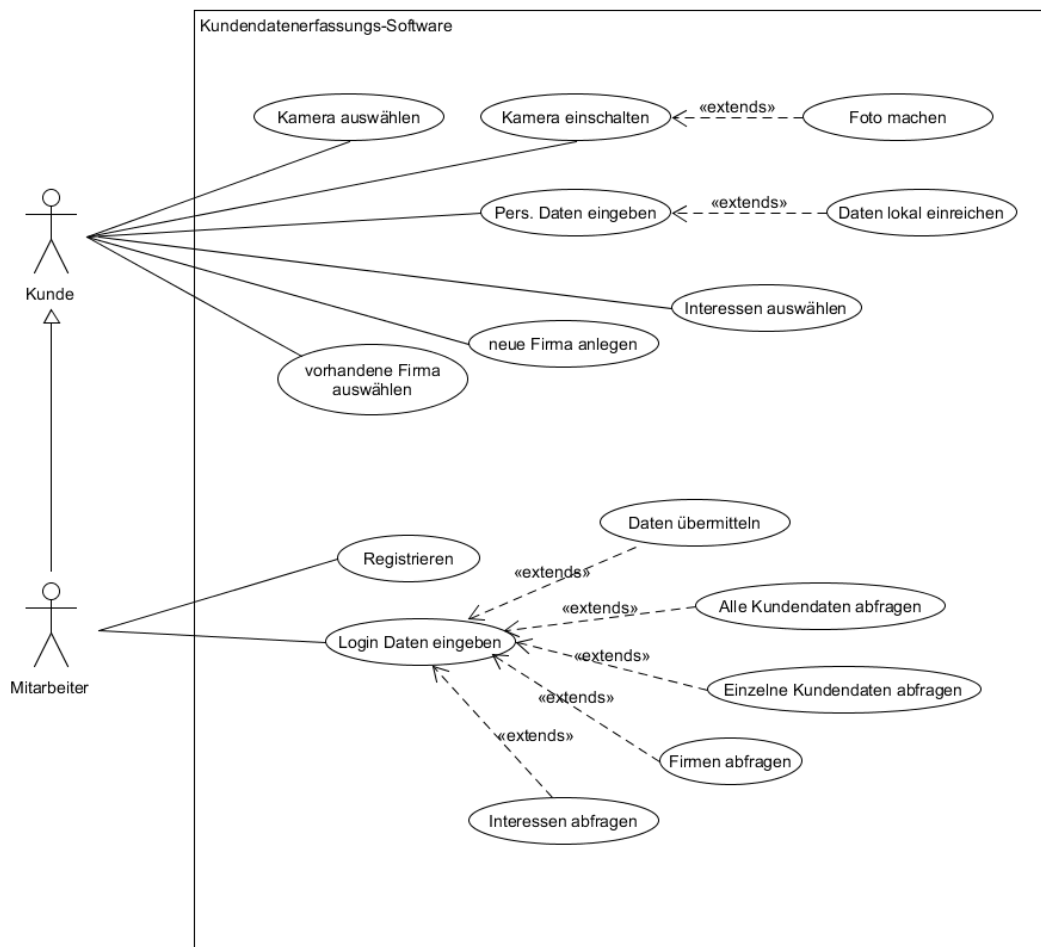 Kundendatenerfassungs-Software
Kamera auswählen
Kamera einschalten
«extends»
Foto machen
Pers. Daten eingeben
«extends»
Daten lokal einreichen
Kunde
Interessen auswählen
neue Firma anlegen
vorhandene Firma
auswählen
Daten übermitteln
Registrieren
«extends»
«extends»
Alle Kundendaten abfragen
Login Daten eingeben
«extends»
Mitarbeiter
Einzelne Kundendaten abfragen
«extends»
«extends»
Firmen abfragen
Interessen abfragen